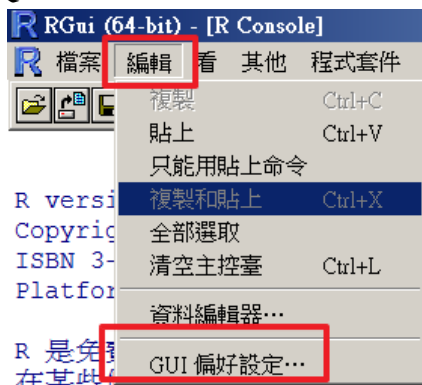 RGui (64-bit) - [R Console]
檔案 編輯 看 其他 程式套件
複製 Ctrl+C
貼上 Ctrl+V
只能用貼上命令
複製和貼上 Ctrl+X
全部選取
清空主控臺 Ctrl+L
資料編輯器…
GUI 偏好設定…
R versi
Copyrig
ISBN 3-
Platfor
R 是免
在某些